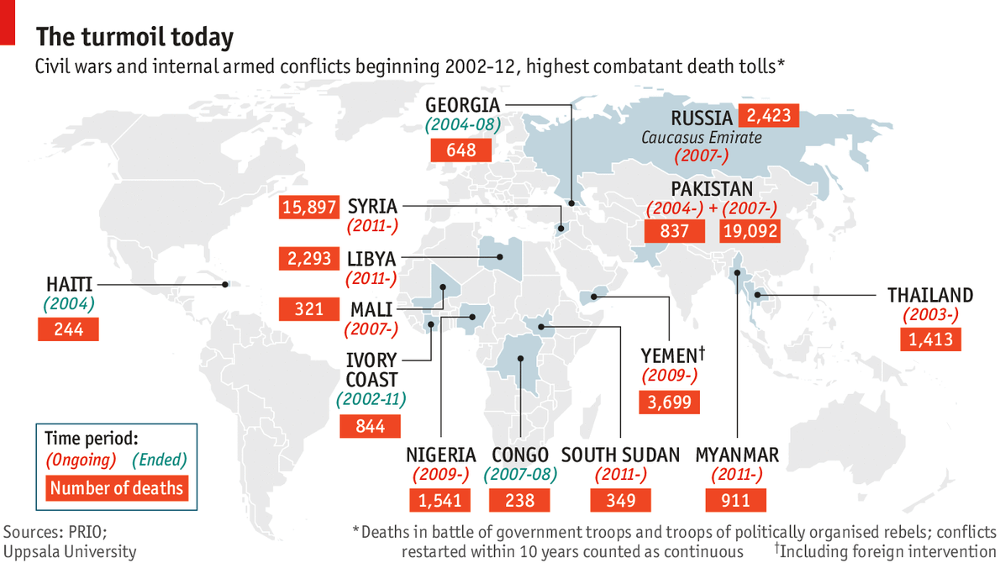 The turmoil today
Civil wars and internal armed conflicts beginning 2002-12, highest combatant death tolls*
GEORGIA
(2004-08)
648
RUSSIA 2,423
Caucasus Emirate
(2007-)
PAKISTAN
(2004-) + (2007-)
837 19,092
15,897 SYRIA
(2011-)
2,293 LIBYA
(2011-)
321 MALI
(2007-)
HAITI
(2004)
244
THAILAND
(2003-)
1,413
IVORY
COAST
(2002-11)
844
YEMEN†
(2009-)
3,699
NIGERIA
(2009-)
1,541
CONGO
(2007-08)
238
SOUTH SUDAN
(2011-)
349
MYANMAR
(2011-)
911
Time period:
(Ongoing) (Ended)
Number of deaths
Sources: PRIO;
Uppsala University
*Deaths in battle of government troops and troops of politically organised rebels; conflicts
restarted within 10 years counted as continuous †Including foreign intervention